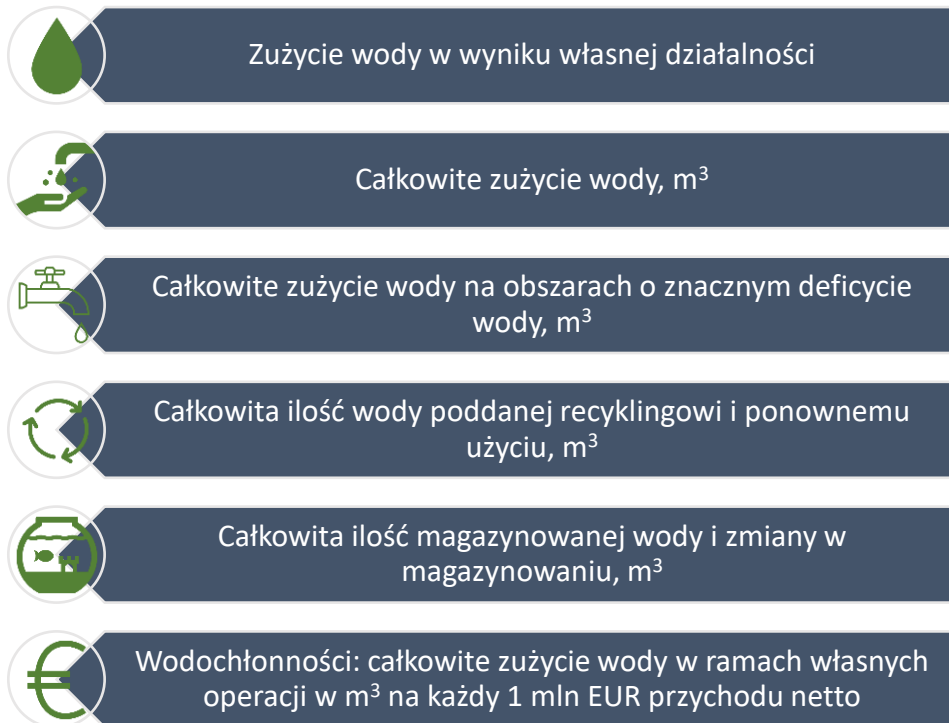 Zużycie wody w wyniku własnej działalności
Całkowite zużycie wody, m³
Całkowite zużycie wody na obszarach o znacznym deficycie
wody, m³
Całkowita ilość wody poddanej recyklingowi i ponownemu
użyciu, m³
Całkowita ilość magazynowanej wody i zmiany w
magazynowaniu, m³
Wodochłonności: całkowite zużycie wody w ramach własnych
operacji w m³ na każdy 1 mln EUR przychodu netto